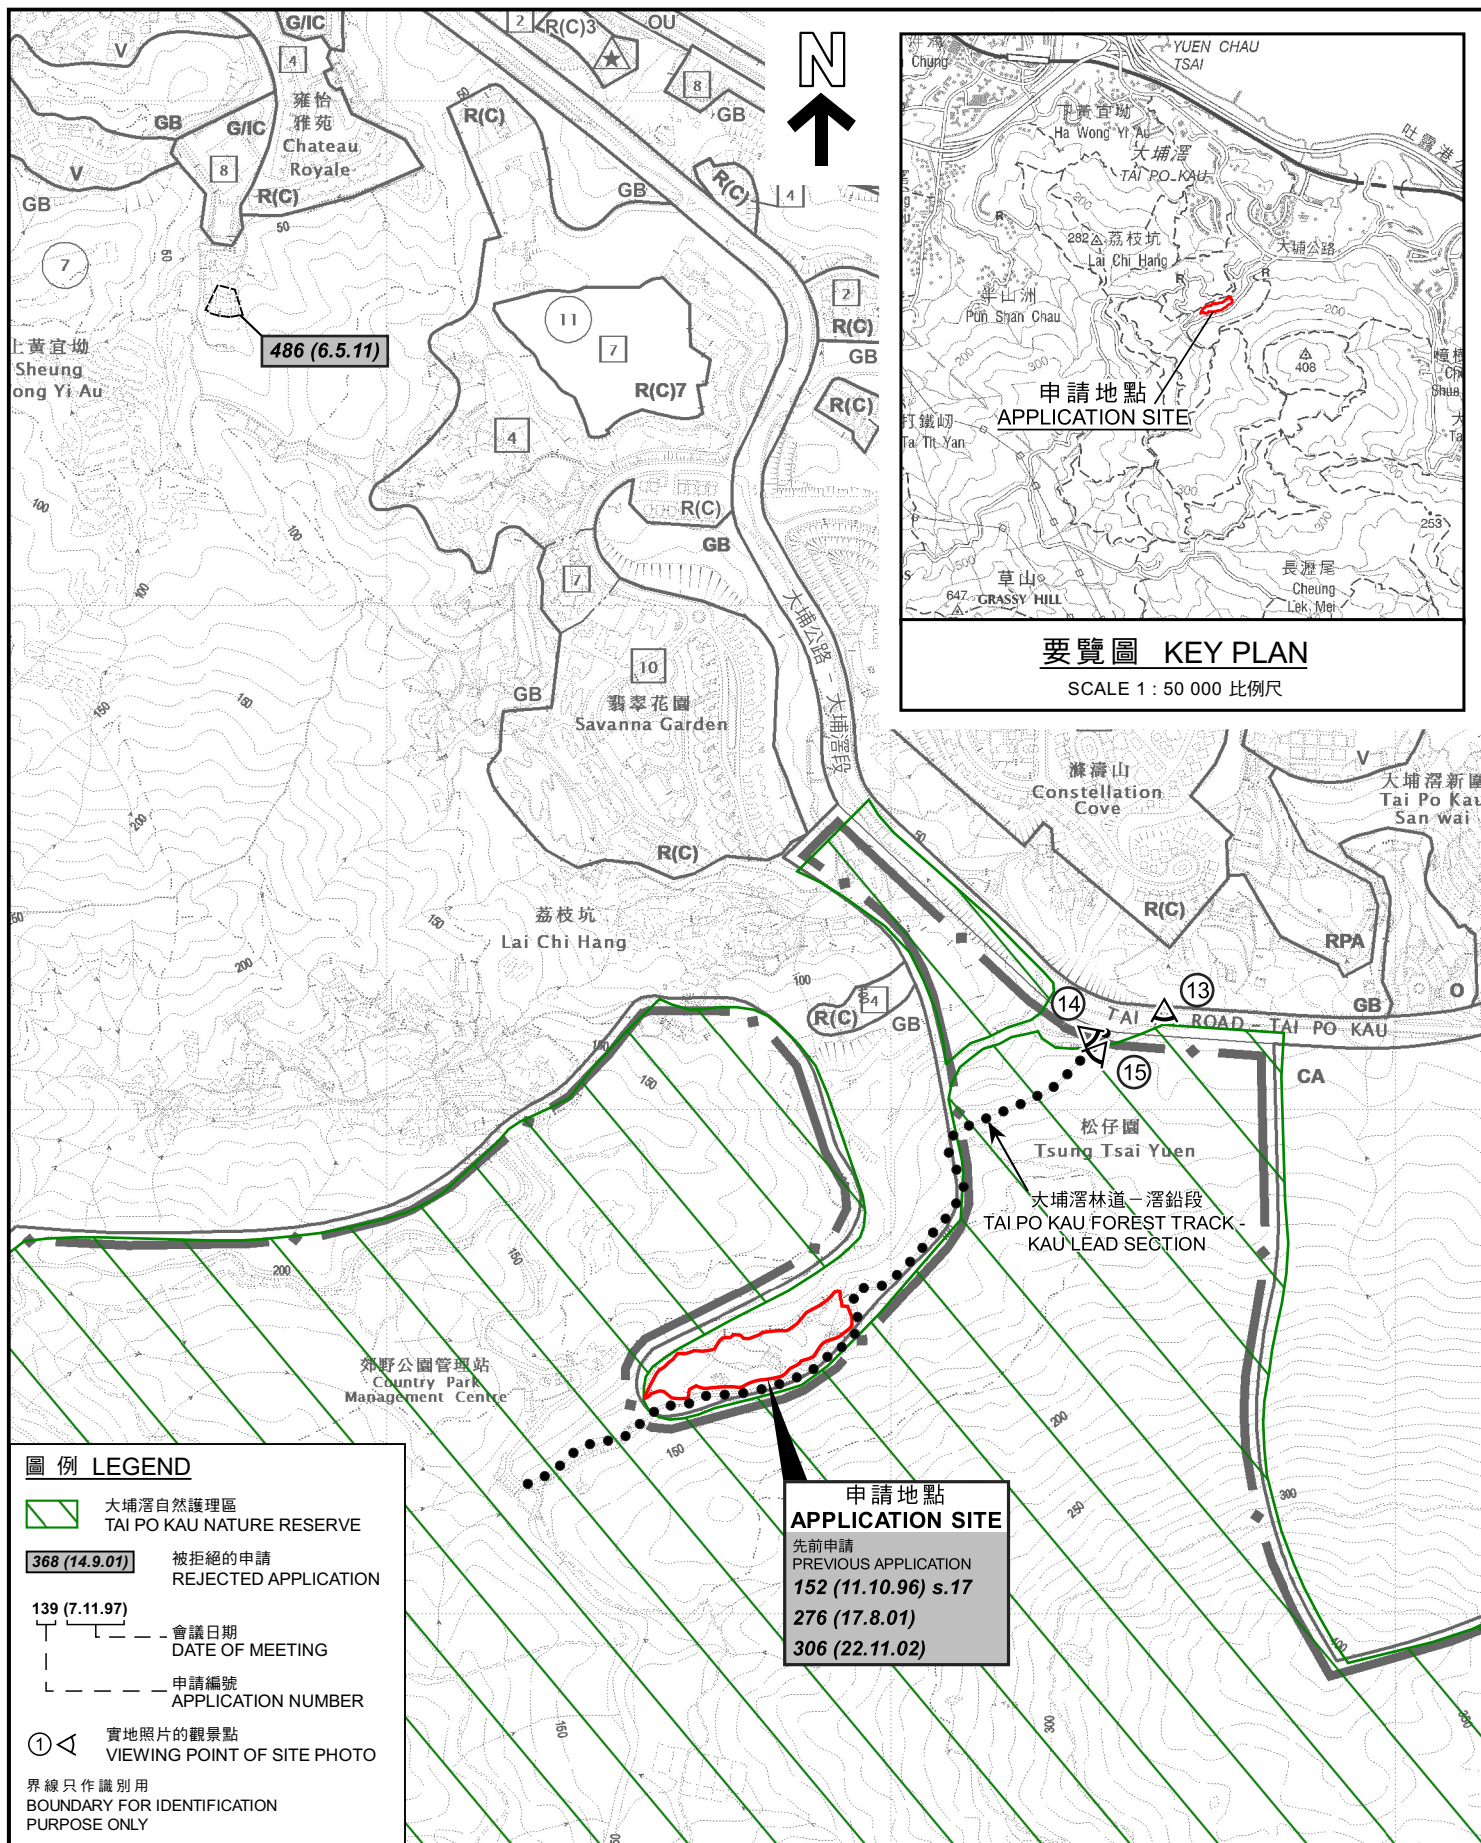 G/IC
V
4
雍怡
雅苑
Chateau
Royale
GB
G/IC
8
V
R(C)
GB
50
50
7
486 (6.5.11)
上黃宜坳
Sheung
ong Yi Au
100
100
100
150
150
200
2
R(C)3
OU
8
GB
50
R(C)
GB
R(C)
4
11
7
R(C)7
4
2
R(C)
GB
R(C)
R(C)
GB
7
10
翡翠花園
Savanna Garden
GB
R(C)
大埔公路 - 大埔滘段
N
YUEN CHAU
TSAI
Chung
下黃宜坳
Ha Wong Yi Au
大埔滘
TAI PO KAU
吐露港公
200
282
荔枝坑
Lai Chi Hang
大埔公路
R
R
R
半山洲
Pun Shan Chau
200
200
300
408
申請地點
APPLICATION SITE
打鐵屻
Ta Tit Yan
300
200
300
253
500
S
草山
GRASSY HILL
647
長瀝尾
Cheung
Lek Mei
要覽圖 KEY PLAN
SCALE 1 : 50 000 比例尺
滌濤山
Constellation
Cove
V
大埔滘新圍
Tai Po Kau
San wai
50
R(C)
RPA
GB
O
荔枝坑
Lai Chi Hang
150
200
100
R(C)
4
GB
14
13
15
TAI
ROAD - TAI PO KAU
CA
松仔園
Tsung Tsai Yuen
大埔滘林道－滘鉛段
TAI PO KAU FOREST TRACK -
KAU LEAD SECTION
150
150
200
150
郊野公園管理站
Country Park
Management Centre
150
200
250
300
300
150
申請地點
APPLICATION SITE
先前申請
PREVIOUS APPLICATION
152 (11.10.96) s.17
276 (17.8.01)
306 (22.11.02)
圖 例 LEGEND
大埔滘自然護理區
TAI PO KAU NATURE RESERVE
368 (14.9.01)
被拒絕的申請
REJECTED APPLICATION
139 (7.11.97)
會議日期
DATE OF MEETING
申請編號
APPLICATION NUMBER
1
實地照片的觀景點
VIEWING POINT OF SITE PHOTO
界線只作識別用
BOUNDARY FOR IDENTIFICATION
PURPOSE ONLY